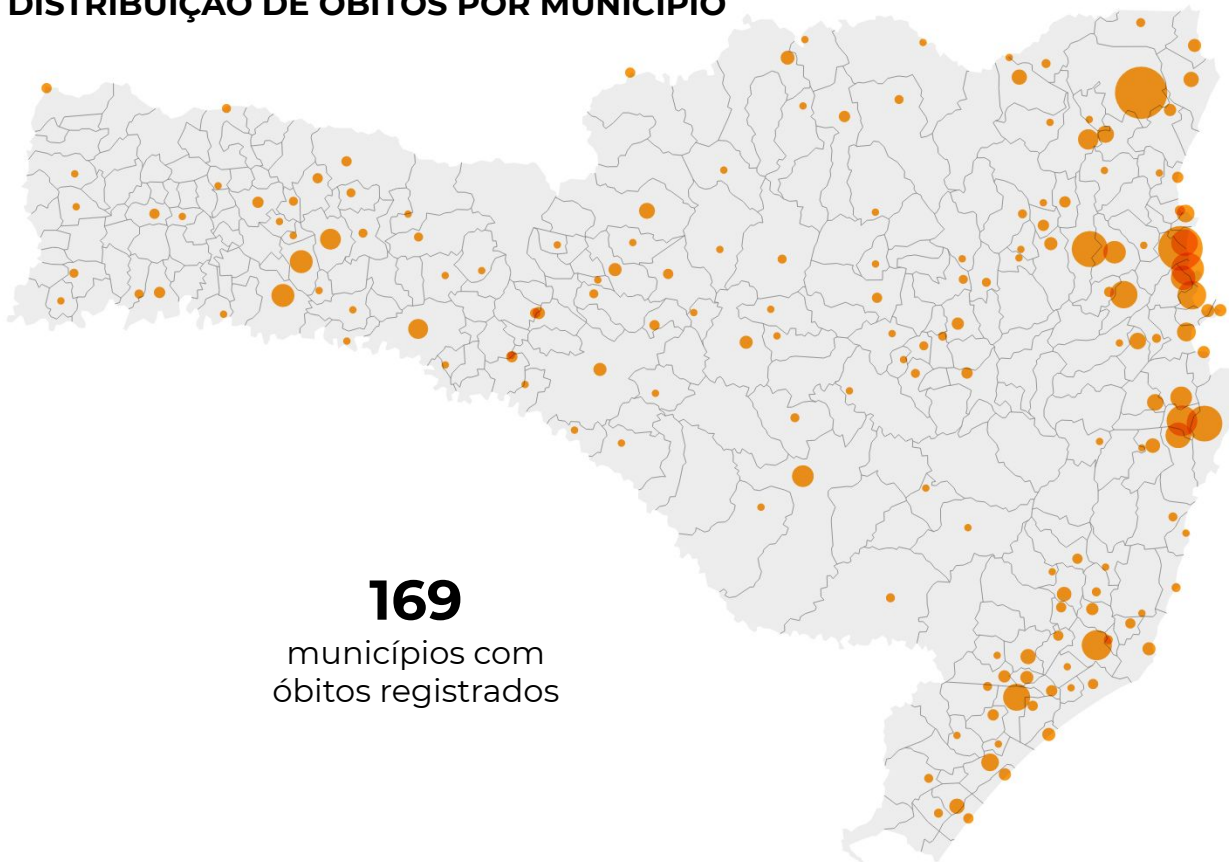 DISTRIBUIÇÃO DE ÓBITOS POR MUNICÍPIO
169
municípios com
óbitos registrados